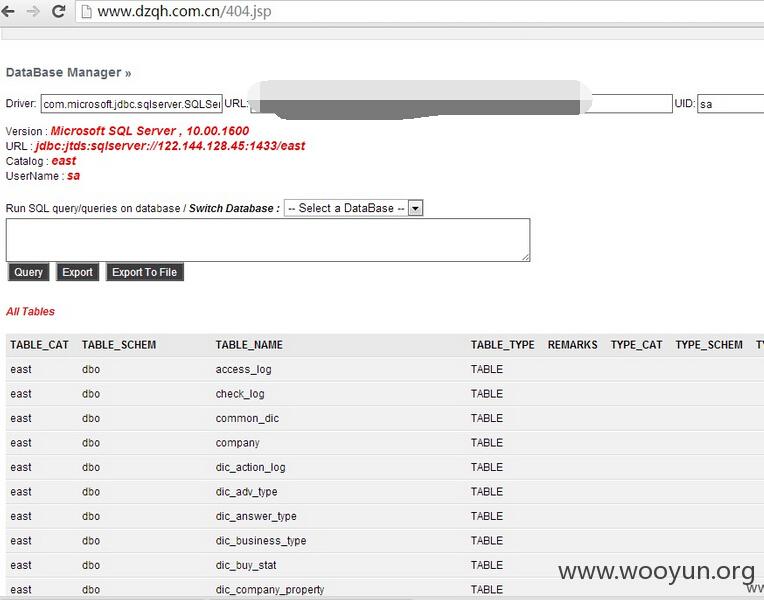 www.dzqh.com.cn/404.jsp
DataBase Manager »
Driver: com.microsoft.jdbc.sqlserver.SQLSer URL: UID: sa
Version : Microsoft SQL Server , 10.00.1600
URL : jdbc:jtds:sqlserver://122.144.128.45:1433/east
Catalog : east
UserName : sa
Run SQL query/queries on database / Switch Database : -- Select a DataBase --
Query Export Export To File
All Tables
TABLE_CAT TABLE_SCHEM TABLE_NAME TABLE_TYPE REMARKS TYPE_CAT TYPE_SCHEM TY
east dbo access_log TABLE
east dbo check_log TABLE
east dbo common_dic TABLE
east dbo company TABLE
east dbo dic_action_log TABLE
east dbo dic_adv_type TABLE
east dbo dic_answer_type TABLE
east dbo dic_business_type TABLE
east dbo dic_buy_stat TABLE
www.wooyun.org
east dbo dic_company_property TABLE